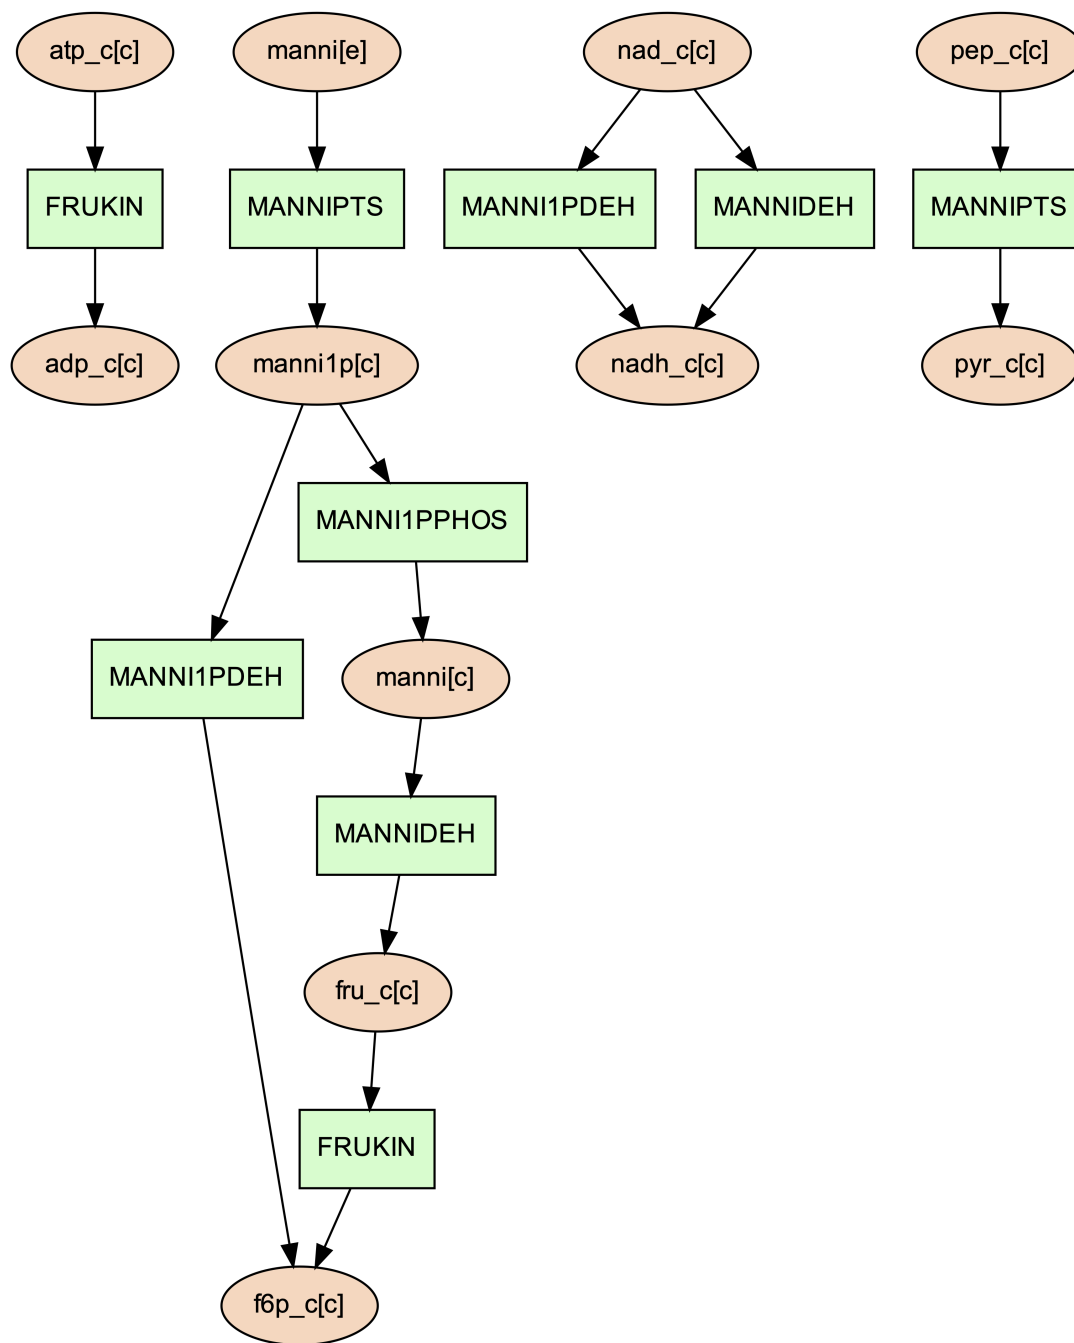 atp_c[c] manni[e] nad_c[c] pep_c[c]
FRUKIN MANNIPTS MANNI1PDEH MANNIDEH MANNIPTS
adp_c[c] manni1p[c] nadh_c[c] pyr_c[c]
MANNI1PPHOS
MANNI1PDEH manni[c]
MANNIDEH
fru_c[c]
FRUKIN
f6p_c[c]